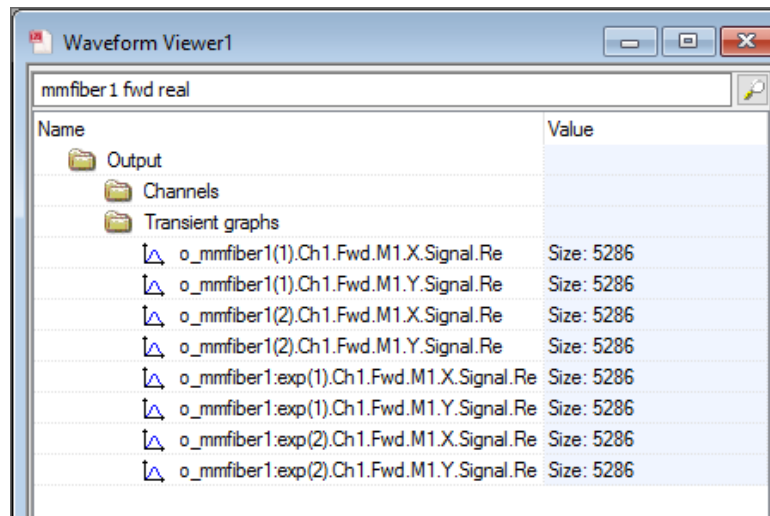 Waveform Viewer1
mmfiber1 fwd real
Name Value
Output
Channels
Transient graphs
o_mmfiber1(1).Ch1.Fwd.M1.X.Signal.Re Size: 5286
o_mmfiber1(1).Ch1.Fwd.M1.Y.Signal.Re Size: 5286
o_mmfiber1(2).Ch1.Fwd.M1.X.Signal.Re Size: 5286
o_mmfiber1(2).Ch1.Fwd.M1.Y.Signal.Re Size: 5286
o_mmfiber1:exp(1).Ch1.Fwd.M1.X.Signal.Re Size: 5286
o_mmfiber1:exp(1).Ch1.Fwd.M1.Y.Signal.Re Size: 5286
o_mmfiber1:exp(2).Ch1.Fwd.M1.X.Signal.Re Size: 5286
o_mmfiber1:exp(2).Ch1.Fwd.M1.Y.Signal.Re Size: 5286